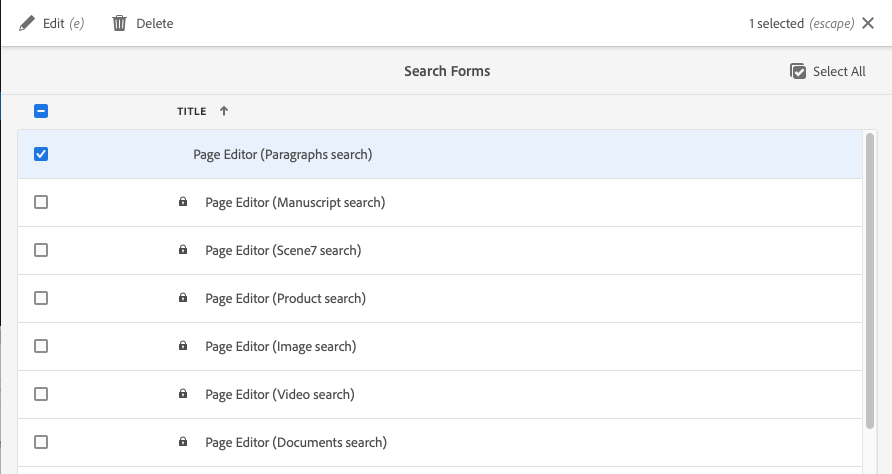 Edit (e) Delete 1 selected (escape)
Search Forms Select All
TITLE
Page Editor (Paragraphs search)
Page Editor (Manuscript search)
Page Editor (Scene7 search)
Page Editor (Product search)
Page Editor (Image search)
Page Editor (Video search)
Page Editor (Documents search)